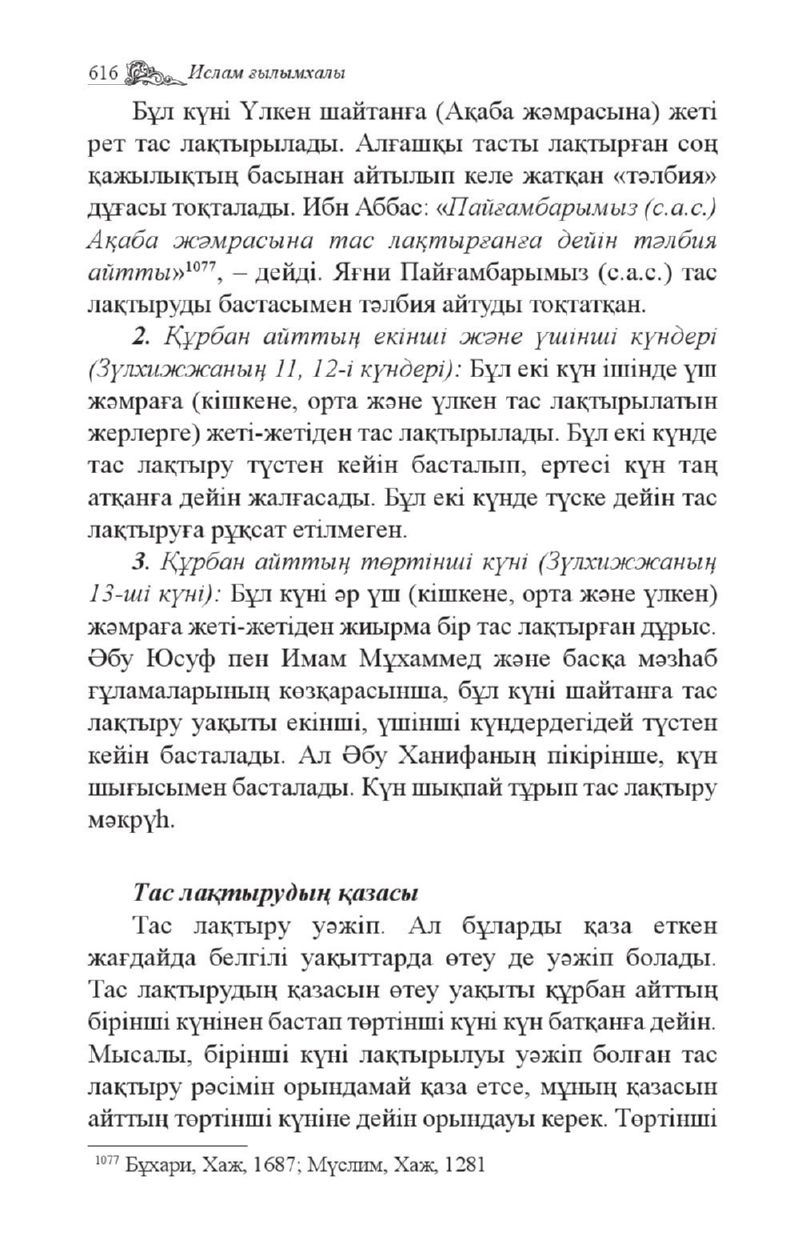 616 Ислам ғылымхалы
Бұл күні Үлкен шайтанға (Ақаба жәмрасына) жеті
рет тас лақтырылады. Алғашқы тасты лақтырған соң
қажылықтың басынан айтылып келе жатқан «тәлбия»
дұғасы тоқталады. Ибн Аббас: «Пайғамбарымыз (с.а.с.)
Ақаба жәмрасына тас лақтырғанға дейін тәлбия
айтты»1077, – дейді. Яғни Пайғамбарымыз (с.а.с.) тас
лақтыруды бастасымен тәлбия айтуды тоқтатқан.
2. Құрбан айттың екінші және үшінші күндері
(Зүлхижжаның 11, 12-і күндері): Бұл екі күн ішінде үш
жәмраға (кішкене, орта және үлкен тас лақтырылатын
жерлерге) жеті-жетіден тас лақтырылады. Бұл екі күнде
тас лақтыру түстен кейін басталып, ертесі күн таң
атқанға дейін жалғасады. Бұл екі күнде түске дейін тас
лақтыруға рұқсат етілмеген.
3. Құрбан айттың төртінші күні (Зүлхижжаның
13-ші күні): Бұл күні әр үш (кішкене, орта және үлкен)
жәмраға жеті-жетіден жиырма бір тас лақтырған дұрыс.
Әбу Юсуф пен Имам Мұхаммед және басқа мәзһаб
ғұламаларының көзқарасынша, бұл күні шайтанға тас
лақтыру уақыты екінші, үшінші күндердегідей түстен
кейін басталады. Ал Әбу Ханифаның пікірінше, күн
шығысымен басталады. Күн шықпай тұрып тас лақтыру
мәкрүһ.
Тас лақтырудың қазасы
Тас лақтыру уәжіп. Ал бұларды қаза еткен
жағдайда белгілі уақыттарда өтеу де уәжіп болады.
Тас лақтырудың қазасын өтеу уақыты құрбан айттың
бірінші күнінен бастап төртінші күні күн батқанға дейін.
Мысалы, бірінші күні лақтырылуы уәжіп болған тас
лақтыру рәсімін орындамай қаза етсе, мұның қазасын
айттың төртінші күніне дейін орындауы керек. Төртінші
1077 Бұхари, Хаж, 1687; Мүслим, Хаж, 1281